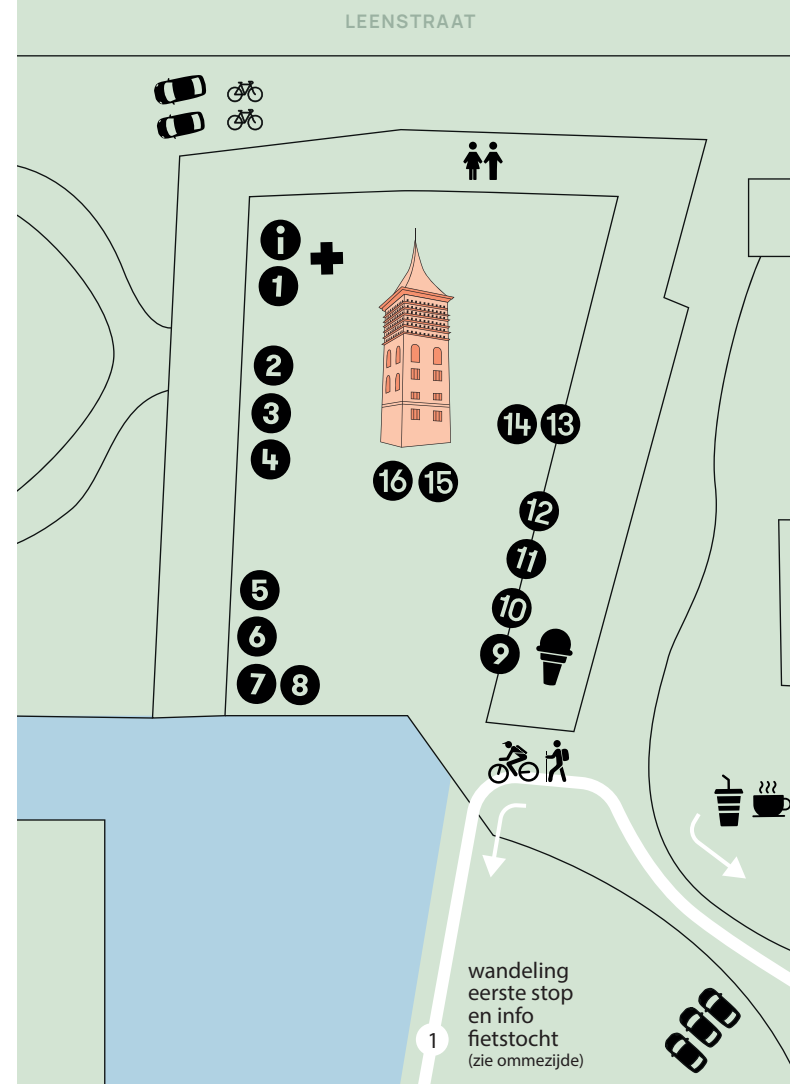 LEENSTRAAT
i
1
2
3
4
14 13
16 15
12
5
11
10
6
9
7 8
wandeling
eerste stop
en info
1 fietstocht
(zie ommezijde)